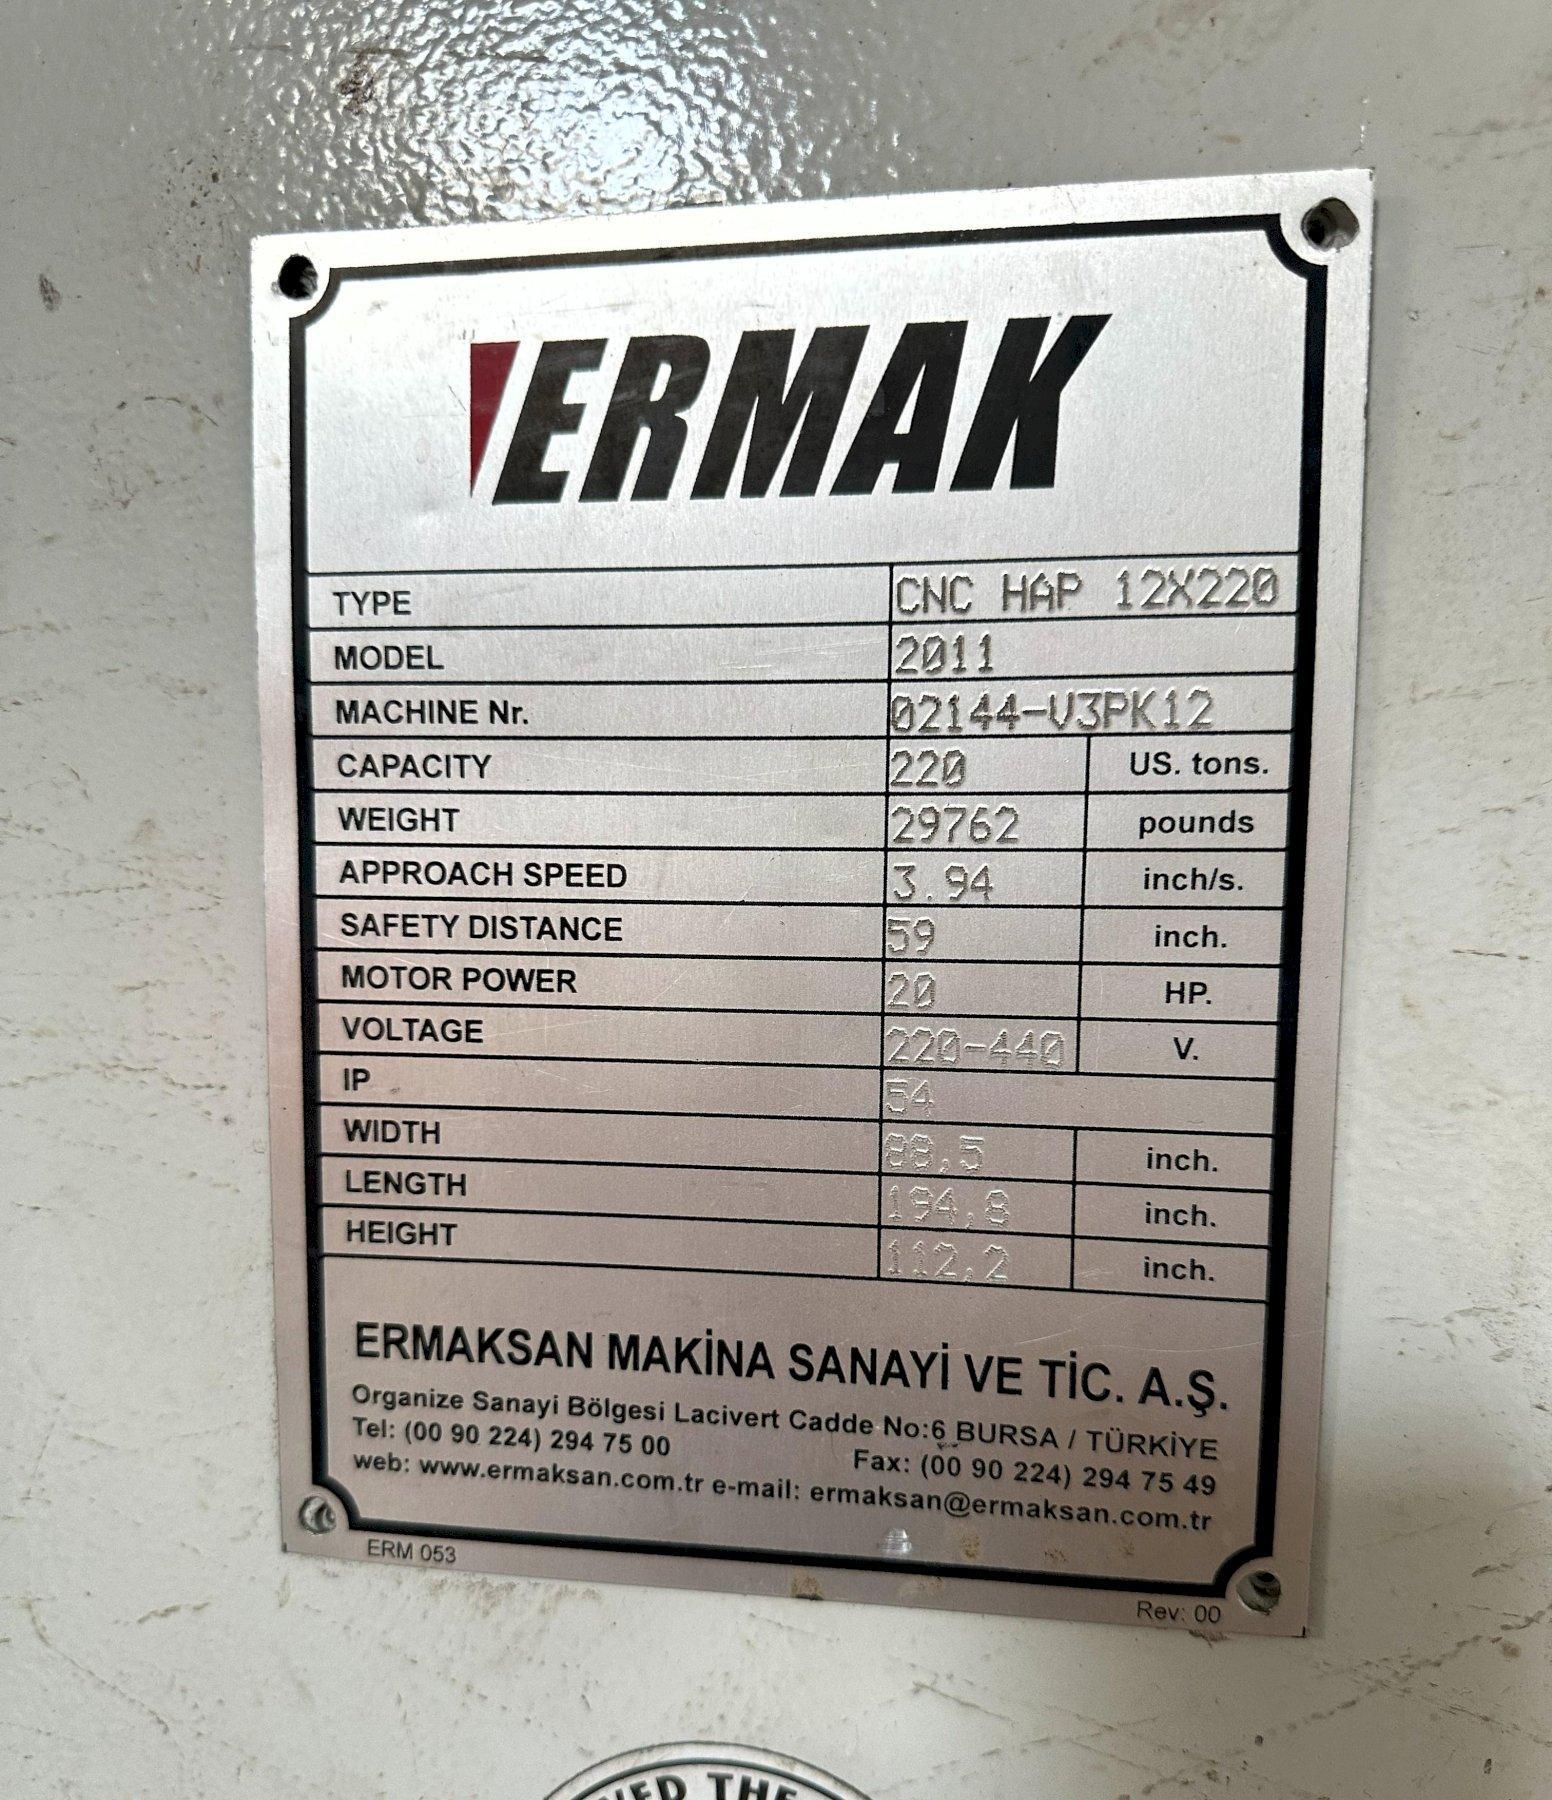 ERMAK
TYPE CNC HAP 12X220
MODEL 2011
MACHINE Nr. 02144-V3PK12
CAPACITY 220 US. tons.
WEIGHT 29762 pounds
APPROACH SPEED 3.94 inch/s.
SAFETY DISTANCE 59 inch.
MOTOR POWER 20 HP.
VOLTAGE 220-440 V.
IP 54
WIDTH 88,5 inch.
LENGTH 194,8 inch.
HEIGHT 112,2 inch.
ERMAKSAN MAKİNA SANAYİ VE TİC. A.Ş.
Organize Sanayi Bölgesi Lacivert Cadde No:6 BURSA / TÜRKİYE
Tel: (00 90 224) 294 75 00 Fax: (00 90 224) 294 75 49
web: www.ermaksan.com.tr e-mail: ermaksan@ermaksan.com.tr
ERM 053
Rev: 00
THE